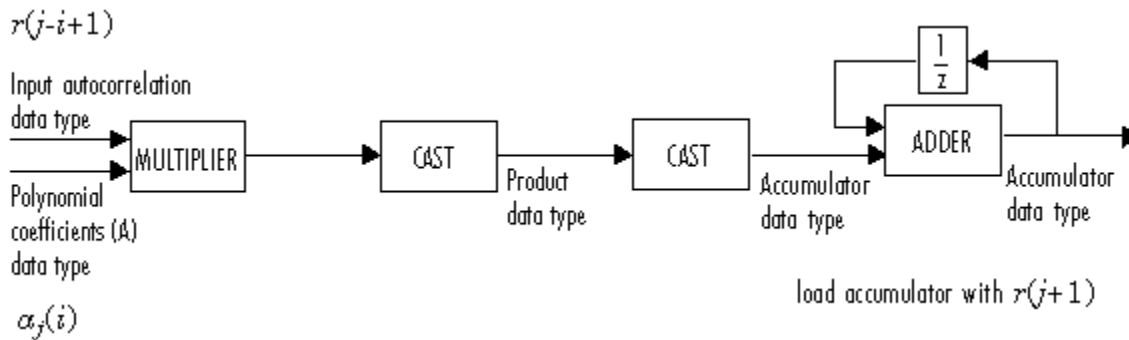 r(j-i+1)
Input autocorrelation
data type
MULTIPLIER
Polynomial
coefficients (A)
data type
αj(i)
CAST
Product
data type
CAST
Accumulator
data type
1
z
ADDER
Accumulator
data type
load accumulator with r(j+1)